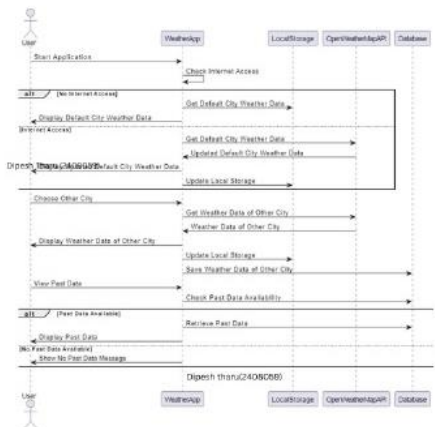 User
WeatherApp
LocalStorage
OpenWeatherMapAPI
Database
Start Application
Check Internet Access
alt [No Internet Access]
Get Default City Weather Data
Display Default City Weather Data
[Internet Access]
Get Default City Weather Data
Updated Default City Weather Data
Default City Weather Data
Update Local Storage
Choose Other City
Get Weather Data of Other City
Weather Data of Other City
Display Weather Data of Other City
Update Local Storage
Save Weather Data of Other City
View Past Data
Check Past Data Availability
alt [Past Data Available]
Retrieve Past Data
Display Past Data
[No Past Data Available]
Show No Past Data Message
Dipesh tharu(2408058)
User
WeatherApp
LocalStorage
OpenWeatherMapAPI
Database